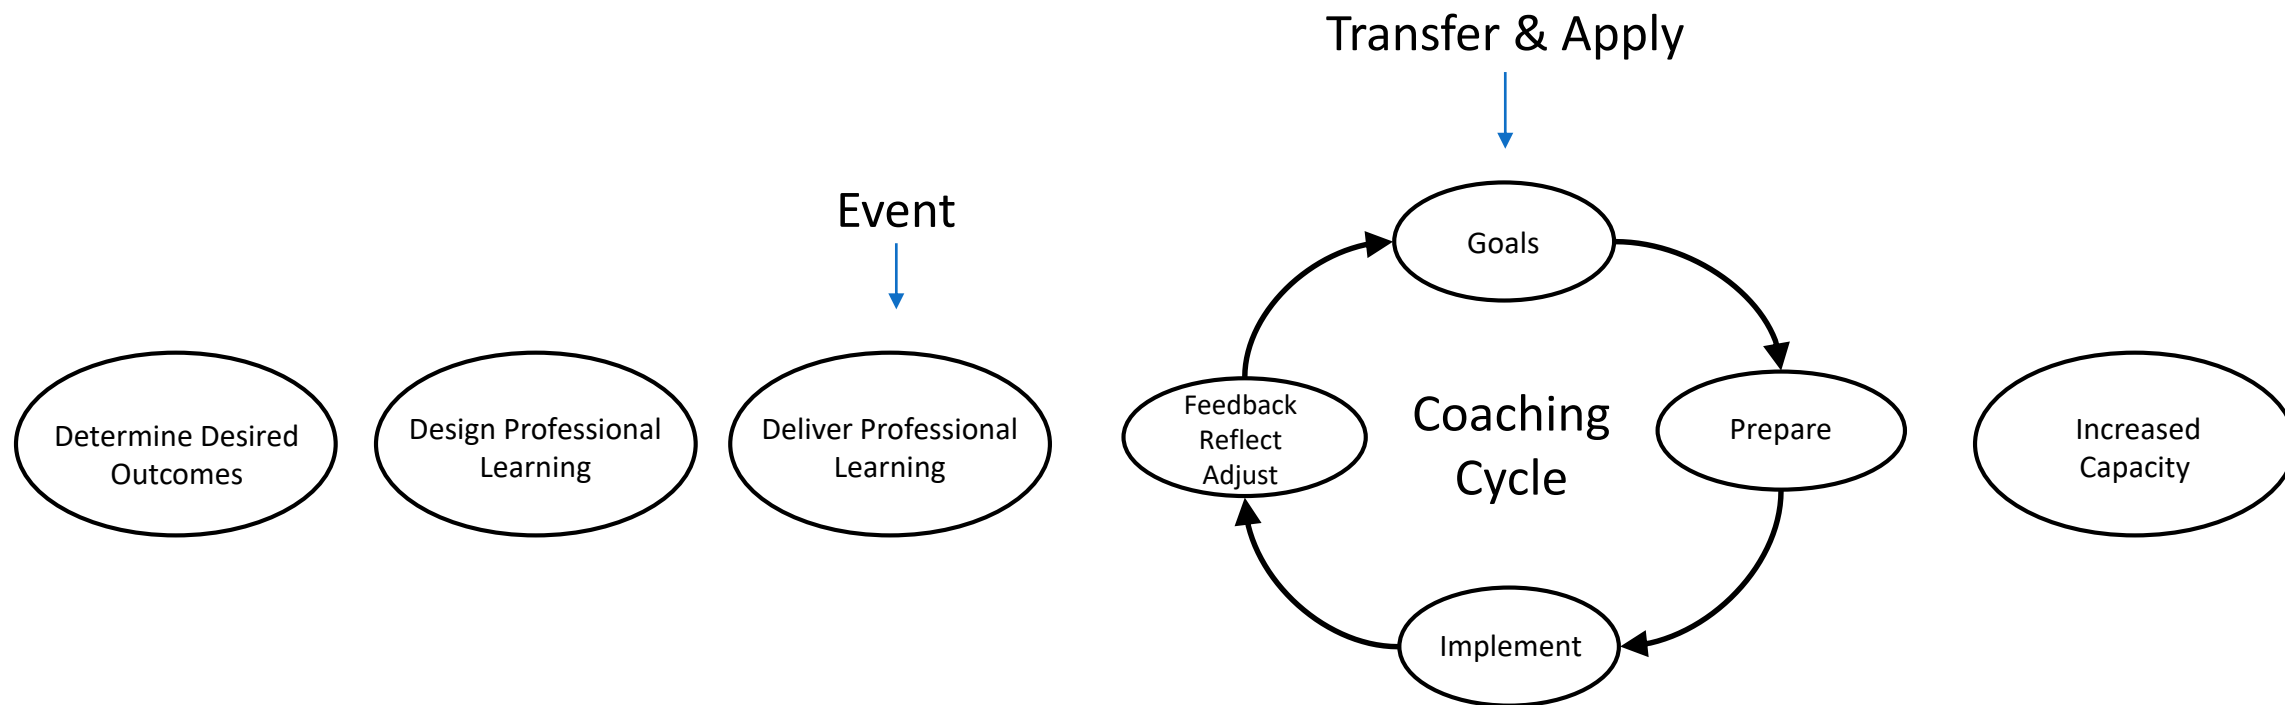 Transfer & Apply
Event
Goals
Determine Desired
Outcomes
Design Professional
Learning
Deliver Professional
Learning
Feedback
Reflect
Adjust
Coaching
Cycle
Prepare
Increased
Capacity
Implement